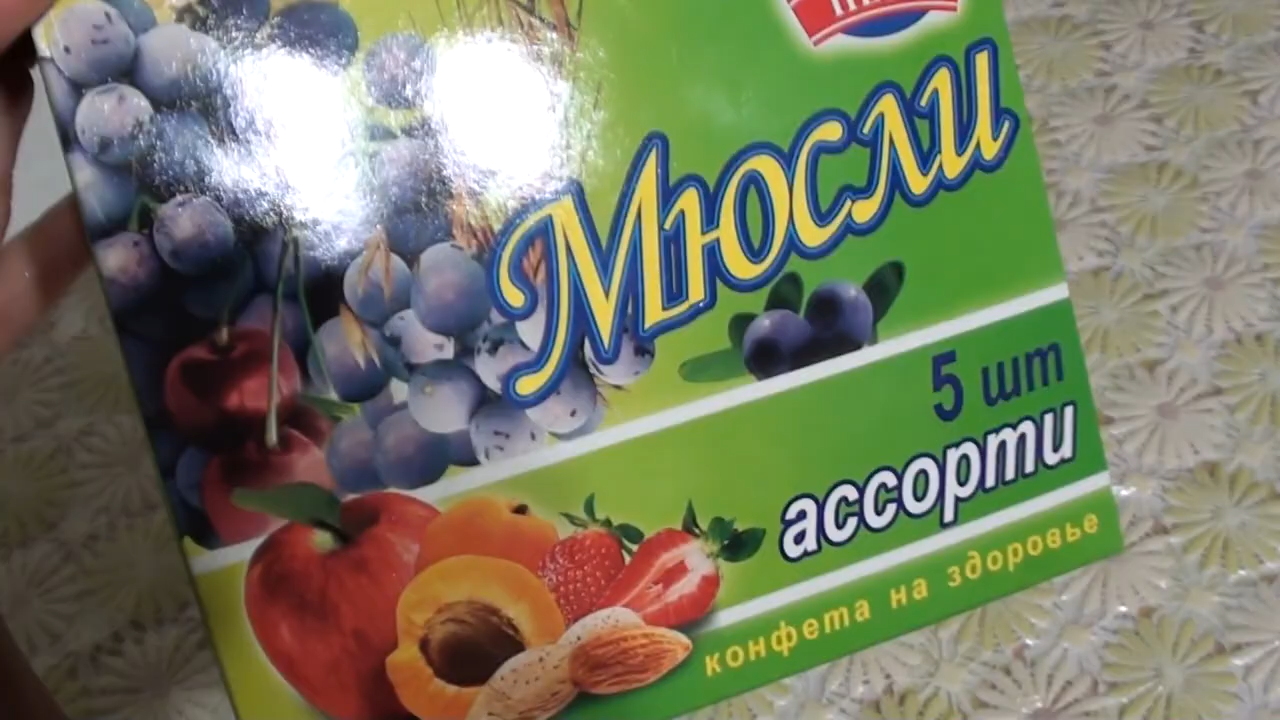 Мюсли
5 шт
ассорти
конфета на здоровье